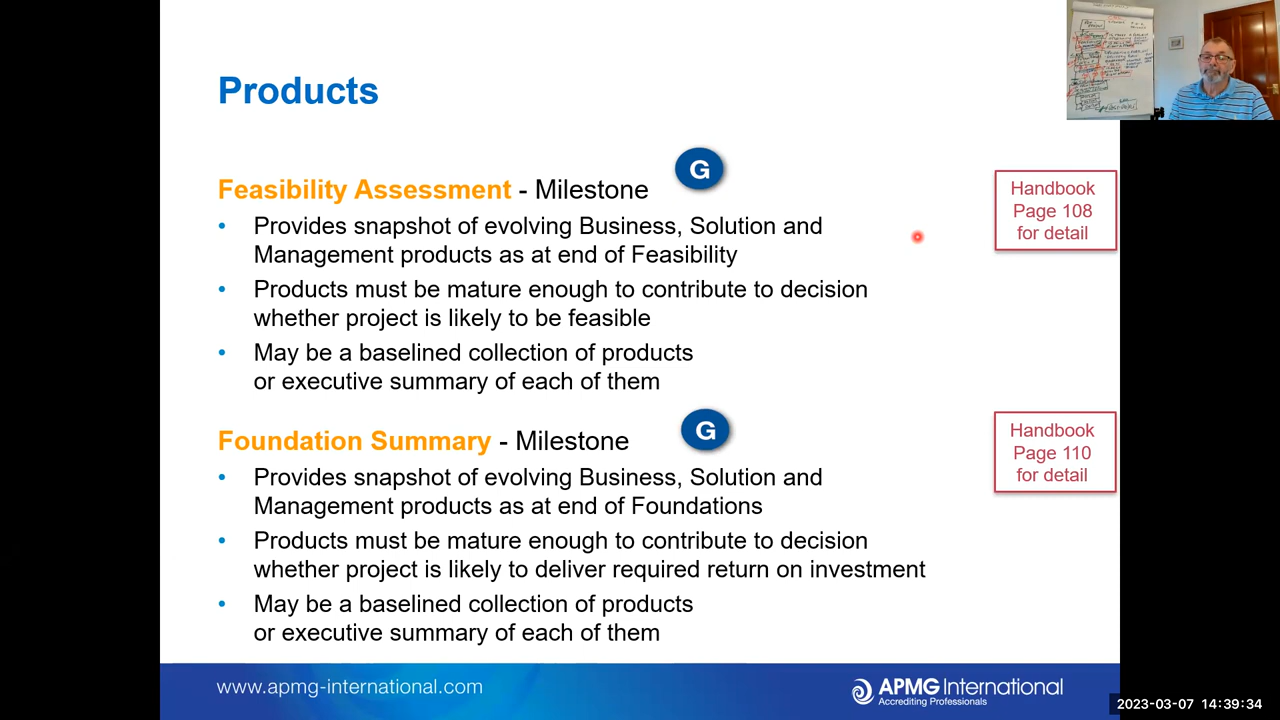 Products
Feasibility Assessment - Milestone
G
• Provides snapshot of evolving Business, Solution and
Management products as at end of Feasibility
• Products must be mature enough to contribute to decision
whether project is likely to be feasible
• May be a baselined collection of products
or executive summary of each of them
Handbook
Page 108
for detail
Foundation Summary - Milestone
G
• Provides snapshot of evolving Business, Solution and
Management products as at end of Foundations
• Products must be mature enough to contribute to decision
whether project is likely to deliver required return on investment
• May be a baselined collection of products
or executive summary of each of them
Handbook
Page 110
for detail
www.apmg-international.com
APMG International
Accrediting Professionals
2023-03-07 14:39:34